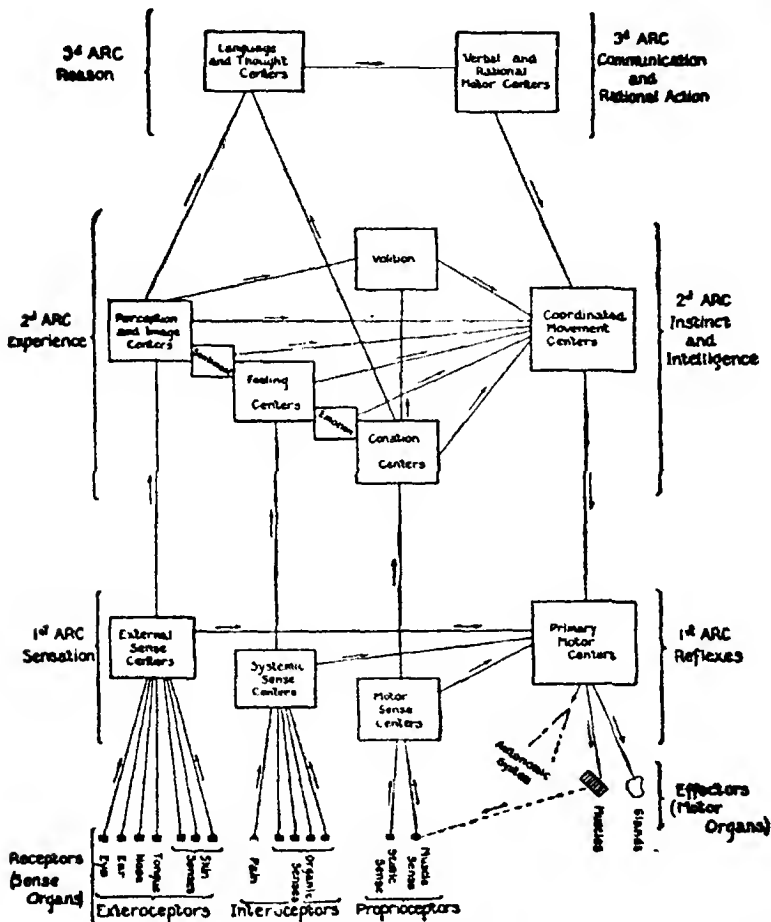 3ᵈ ARC
Reason
Language
and Thought
Centers
Verbal and
Rational
Motor Centers
3ᵈ ARC
Communication
and
Rational Action
2ᵈ ARC
Experience
Perception
and Image
Centers
Sentiment
Feeling
Centers
Emotion
Conation
Centers
Volition
Coordinated
Movement
Centers
2ᵈ ARC
Instinct
and
Intelligence
1ˢᵗ ARC
Sensation
External
Sense
Centers
Systemic
Sense
Centers
Motor
Sense
Centers
Primary
Motor
Centers
1ˢᵗ ARC
Reflexes
Autonomic
System
Muscles
Glands
Effectors
(Motor
Organs)
Receptors
(Sense
Organs)
Eye
Ear
Nose
Tongue
Skin
Senses
Pain
Organic
Senses
Static
Sense
Muscle
Sense
Exteroceptors
Interoceptors
Proprioceptors